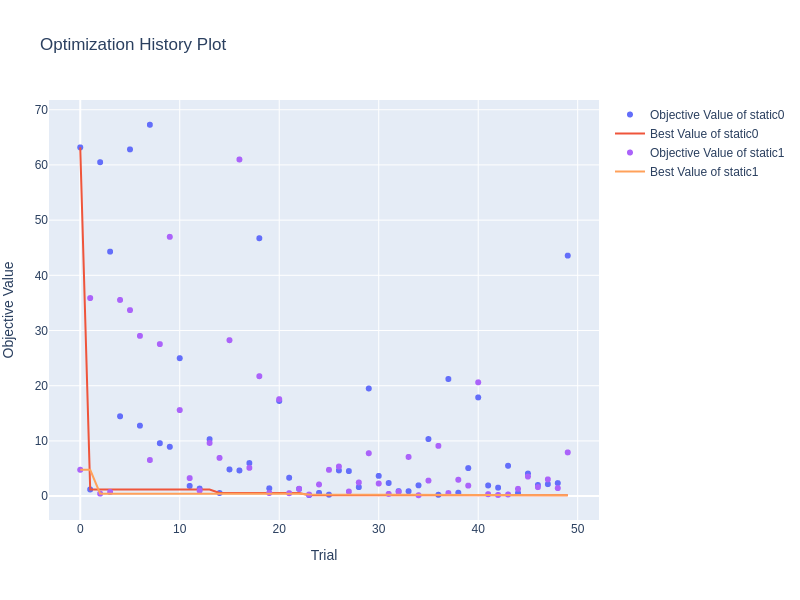 Optimization History Plot
Objective Value of static0
Best Value of static0
Objective Value of static1
Best Value of static1
70
60
50
40
30
20
10
0
Objective Value
0 10 20 30 40 50
Trial